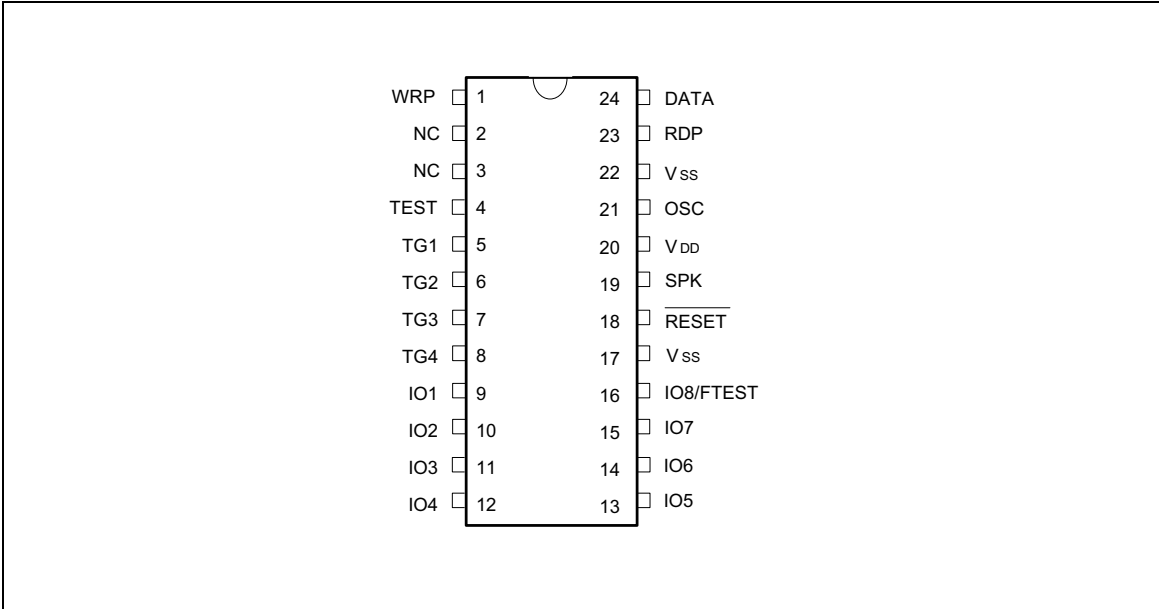 WRP 1 24 DATA
NC 2 23 RDP
NC 3 22 VSS
TEST 4 21 OSC
TG1 5 20 VDD
TG2 6 19 SPK
TG3 7 18 RESET
TG4 8 17 VSS
IO1 9 16 IO8/FTEST
IO2 10 15 IO7
IO3 11 14 IO6
IO4 12 13 IO5